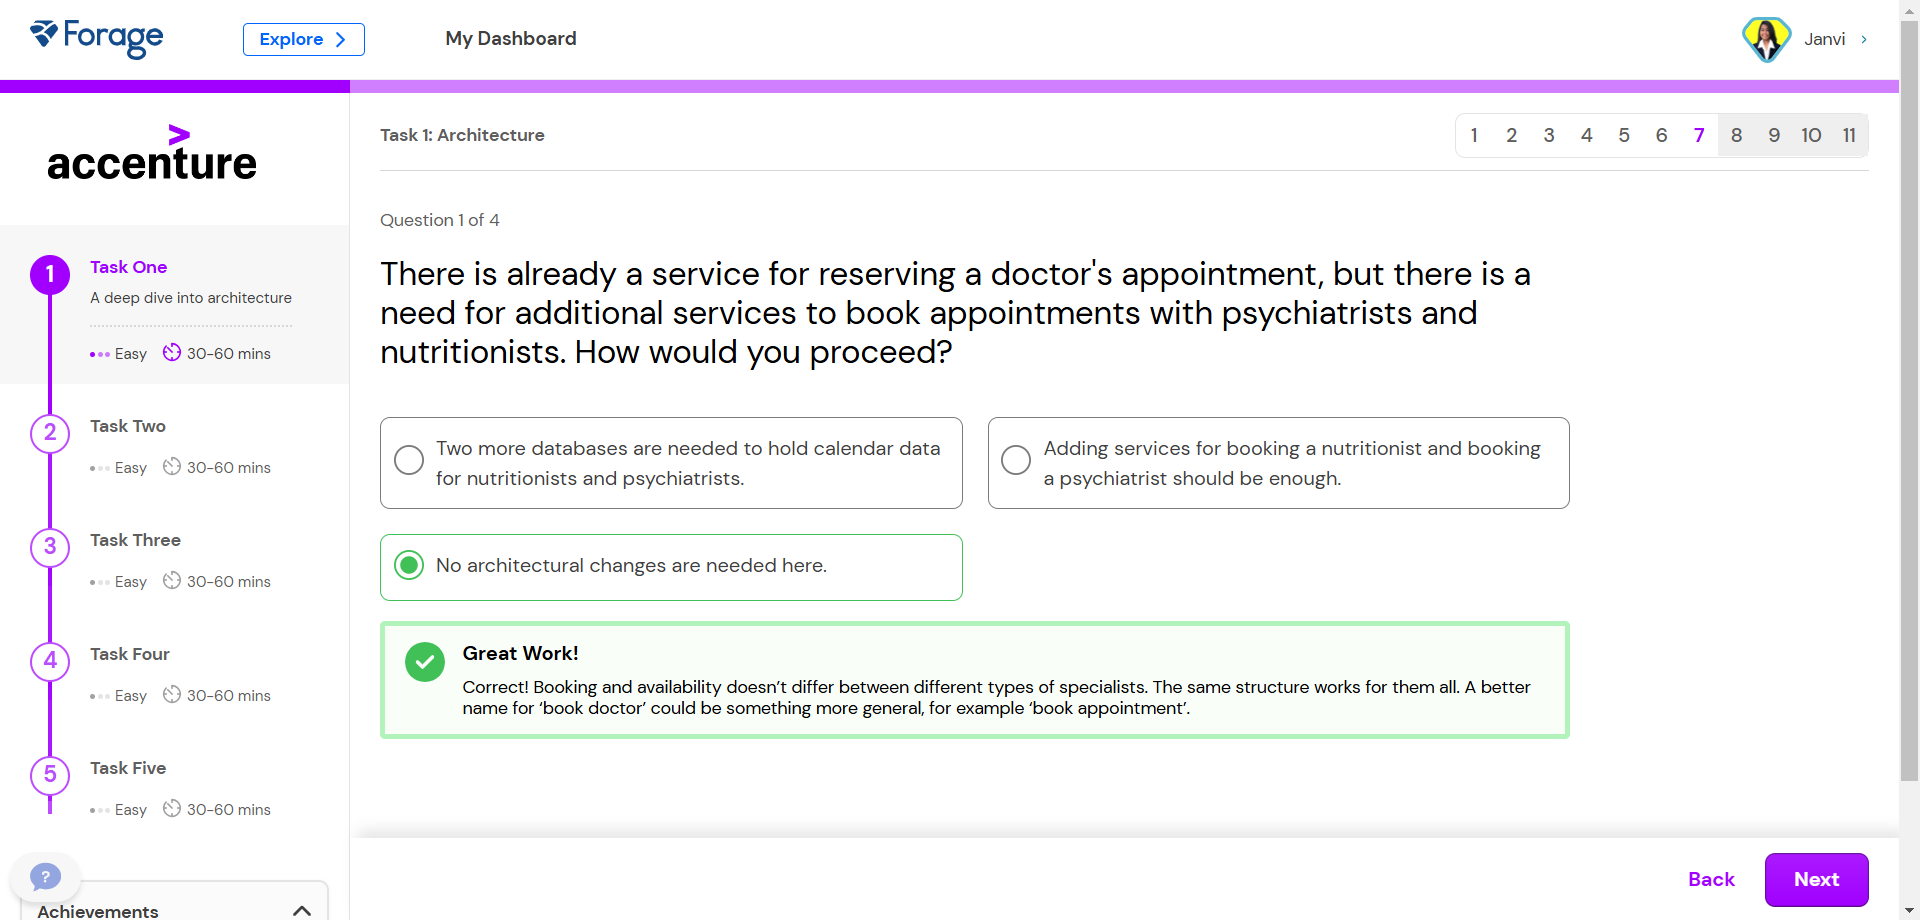 Forage
Explore
My Dashboard
Janvi
accenture
Task 1: Architecture
1 2 3 4 5 6 7 8 9 10 11
1
Task One
A deep dive into architecture
Easy 30-60 mins
2
Task Two
Easy 30-60 mins
3
Task Three
Easy 30-60 mins
4
Task Four
Easy 30-60 mins
5
Task Five
Easy 30-60 mins
?
Achievements
Question 1 of 4
There is already a service for reserving a doctor's appointment, but there is a
need for additional services to book appointments with psychiatrists and
nutritionists. How would you proceed?
Two more databases are needed to hold calendar data
for nutritionists and psychiatrists.
Adding services for booking a nutritionist and booking
a psychiatrist should be enough.
No architectural changes are needed here.
Great Work!
Correct! Booking and availability doesn’t differ between different types of specialists. The same structure works for them all. A better
name for ‘book doctor’ could be something more general, for example ‘book appointment’.
Back
Next